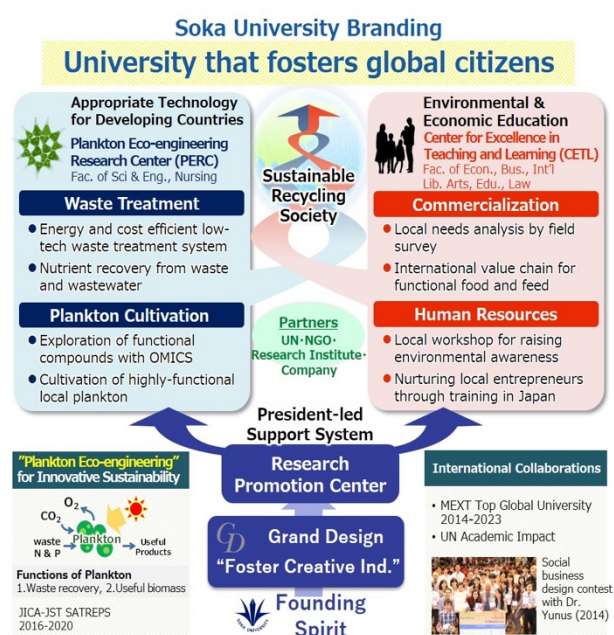 Soka University Branding
University that fosters global citizens
Appropriate Technology
for Developing Countries
Plankton Eco-engineering
Research Center (PERC)
Fac. of Sci & Eng., Nursing
Waste Treatment
Energy and cost efficient low-
tech waste treatment system
Nutrient recovery from waste
and wastewater
Plankton Cultivation
Exploration of functional
compounds with OMICS
Cultivation of highly-functional
local plankton
Sustainable
Recycling
Society
Environmental &
Economic Education
Center for Excellence in
Teaching and Learning (CETL)
Fac. of Econ., Bus., Int'l
Lib. Arts, Edu., Law
Commercialization
Local needs analysis by field
survey
International value chain for
functional food and feed
Human Resources
Local workshop for raising
environmental awareness
Nurturing local entrepreneurs
through training in Japan
Partners
UN·NGO·
Research Institute·
Company
President-led
Support System
Research
Promotion Center
GD Grand Design
"Foster Creative Ind."
SOKA UNIVERSITY
Founding
Spirit
"Plankton Eco-engineering"
for Innovative Sustainability
O2
CO2
waste
N & P
Plankton
Useful
Products
Functions of Plankton
1.Waste recovery, 2.Useful biomass
JICA-JST SATREPS
2016-2020
International Collaborations
• MEXT Top Global University
2014-2023
• UN Academic Impact
Social
business
design contest
with Dr.
Yunus (2014)